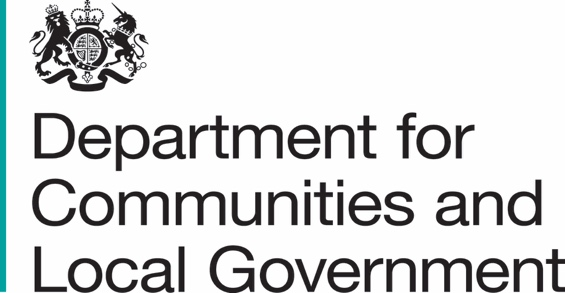 Department for
Communities and
Local Government